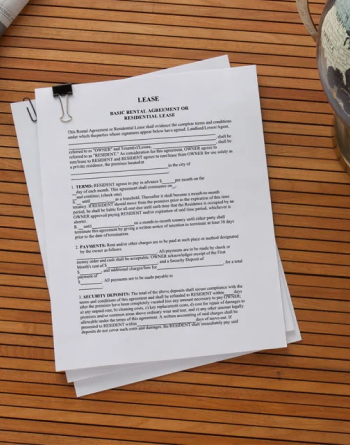 LEASE
BASIC RENTAL AGREEMENT OR
RESIDENTIAL LEASE
This Rental Agreement or Residential Lease shall evidence the complete terms and conditions
under which the parties whose signatures appear below have agreed. Landlord/Lessor/Agent,
shall be
referred to as "OWNER" and Tenant(s)/Lessee, shall be
referred to as "RESIDENT." As consideration for this agreement, OWNER agrees to
rent/lease to RESIDENT and RESIDENT agrees to rent/lease from OWNER for use solely as
a private residence, the premises located at in the city of
1. TERMS: RESIDENT agrees to pay in advance $ per month on the
day of each month. This agreement shall commence on
and continue; (check one)
until as a leasehold. Thereafter it shall become a month-to-month
tenancy. If RESIDENT should move from the premises prior to the expiration of this time
period, he shall be liable for all rent due until such time that the Residence is occupied by an
OWNER approved paying RESIDENT and/or expiration of said time period, whichever is
shorter.
until on a month-to-month tenancy until either party shall
terminate this agreement by giving a written notice of intention to terminate at least 30 days
prior to the date of termination.
2. PAYMENTS: Rent and/or other charges are to be paid at such place or method designated
by the owner as follows All payments are to be made by check or
money order and cash shall be acceptable. OWNER acknowledges receipt of the First
Month's rent of $ and a Security Deposit of
$ and additional charges/fees for for a total
payment of
$ All payments are to be made payable to
3. SECURITY DEPOSITS: The total of the above deposits shall secure compliance with the
terms and conditions of this agreement and shall be refunded to RESIDENT within days
after the premises have been completely vacated less any amount necessary to pay OWNER;
a) any unpaid rent, b) cleaning costs, c) key replacement costs, d) cost for repair of damages to
premises and/or common areas above ordinary wear and tear, and e) any other amount legally
allowable under the terms of this agreement. A written accounting of said charges shall be
presented to RESIDENT within days of move-out. If
deposits do not cover such costs and damages, the RESIDENT shall immediately pay said